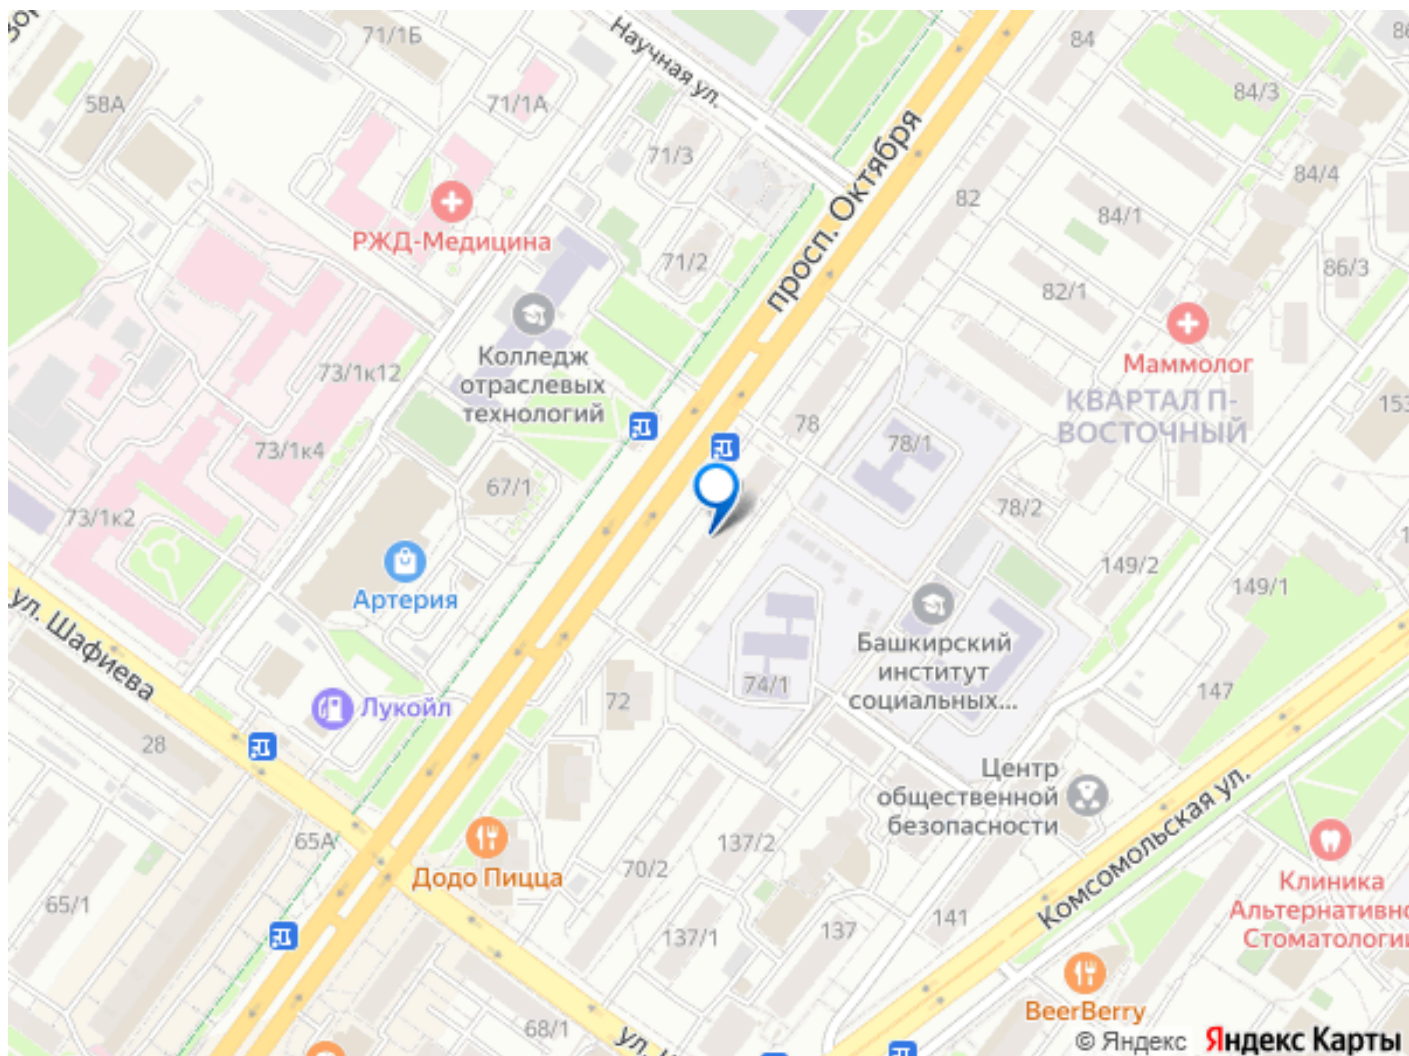 71/1Б
Научная ул.
84
58А
71/1А
84/3
просп. Октября
71/3
84/4
82
84/1
РЖД-Медицина
71/2
86/3
82/1
Колледж
отраслевых
технологий
73/1к12
Маммолог
КВАРТАЛ П-
ВОСТОЧНЫЙ
78
78/1
73/1к4
67/1
78/2
73/1к2
149/2
149/1
Артерия
ул. Шафиева
Башкирский
институт
социальных...
74/1
147
72
Лукойл
28
Центр
общественной
безопасности
Комсомольская ул.
65А
137/2
70/2
Додо Пицца
Клиника
Альтернативно
Стоматологии
65/1
141
137
137/1
BeerBerry
68/1
© Яндекс Яндекс Карты